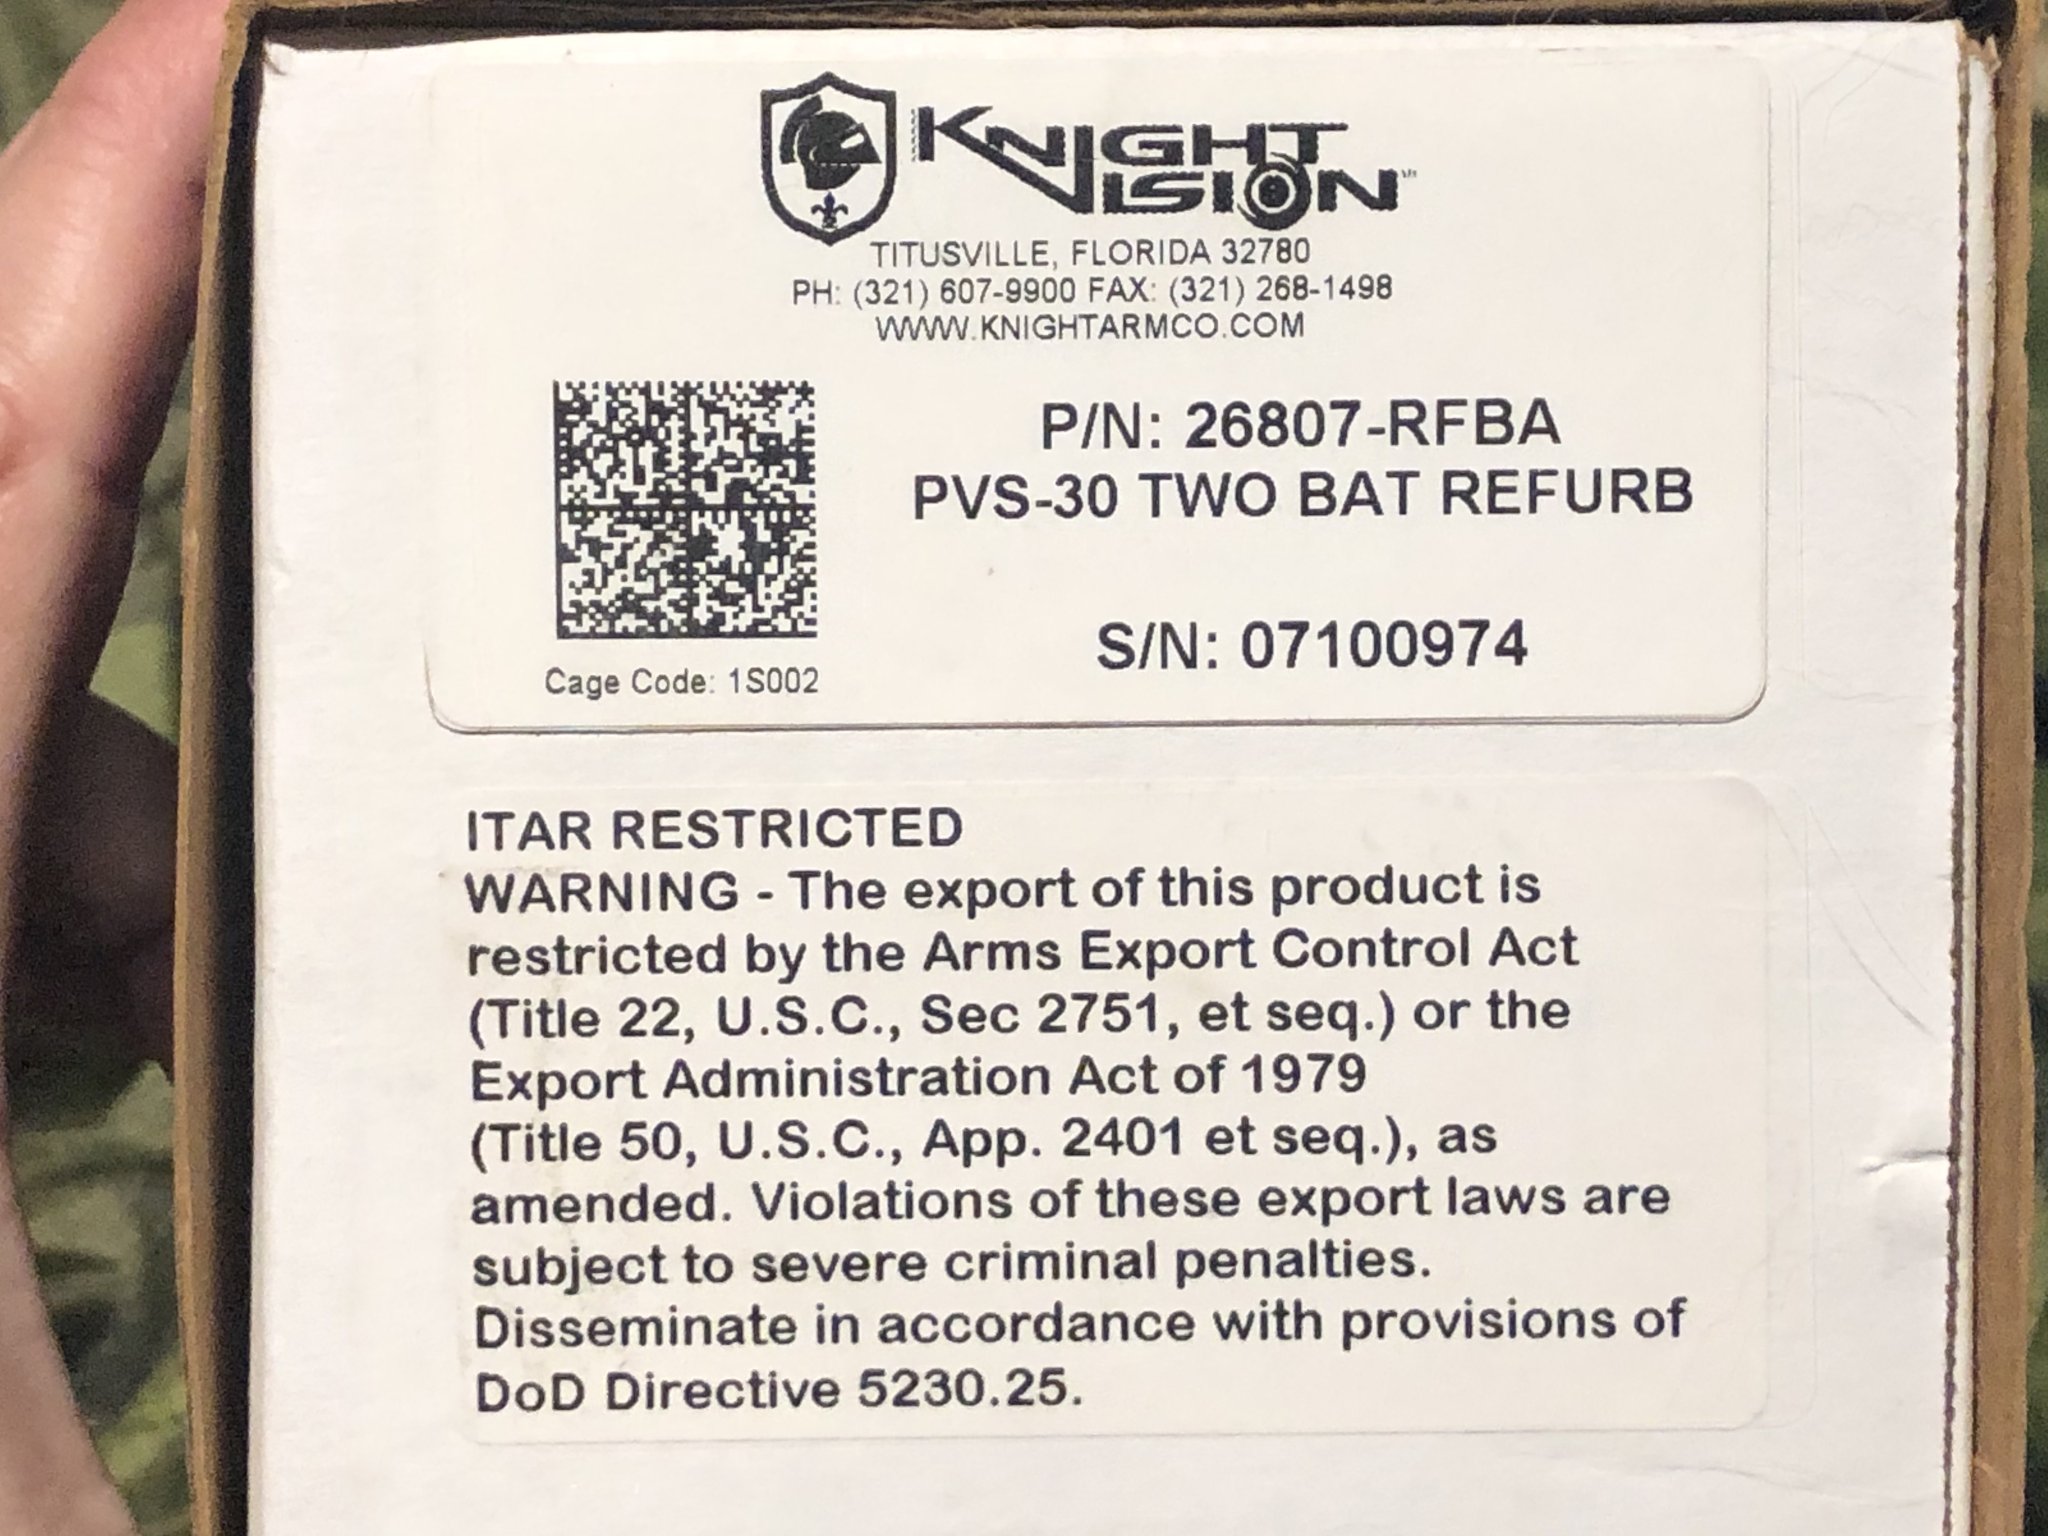 KNIGHT
VISION™
TITUSVILLE, FLORIDA 32780
PH: (321) 607-9900 FAX: (321) 268-1498
WWW.KNIGHTARMCO.COM
P/N: 26807-RFBA
PVS-30 TWO BAT REFURB
S/N: 07100974
Cage Code: 1S002
ITAR RESTRICTED
WARNING - The export of this product is
restricted by the Arms Export Control Act
(Title 22, U.S.C., Sec 2751, et seq.) or the
Export Administration Act of 1979
(Title 50, U.S.C., App. 2401 et seq.), as
amended. Violations of these export laws are
subject to severe criminal penalties.
Disseminate in accordance with provisions of
DoD Directive 5230.25.